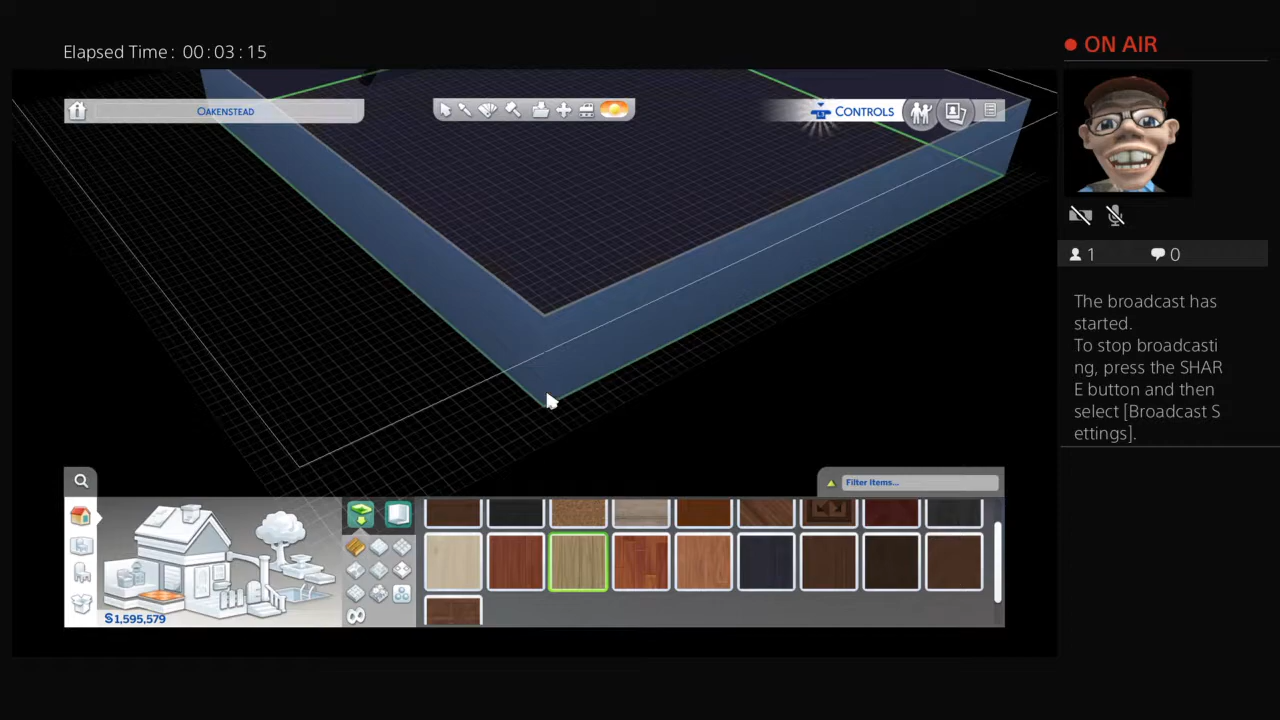 Elapsed Time: 00:03:15
ON AIR
OAKENSTEAD
CONTROLS
1
0
The broadcast has
started.
To stop broadcasti
ng, press the SHAR
E button and then
select [Broadcast S
ettings].
Filter Items...
§1,595,579